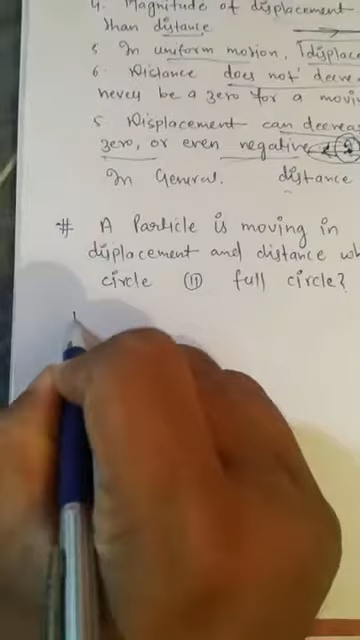 4. Magnitude of displacement
than distance
5. In uniform motion, |displace
6. Distance does not decre
never be a zero for a movi
5. Displacement can decrea
zero, or even negative
In General. distance
# A Particle is moving in
displacement and distance wh
circle (II) full circle?